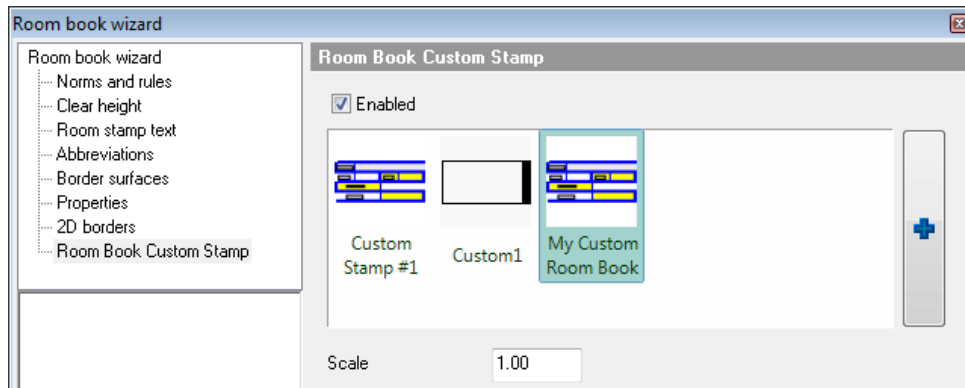 Room book wizard
Room book wizard
Norms and rules
Clear height
Room stamp text
Abbreviations
Border surfaces
Properties
2D borders
Room Book Custom Stamp
Room Book Custom Stamp
Enabled
Custom
Stamp #1
Custom1
My Custom
Room Book
Scale
1.00